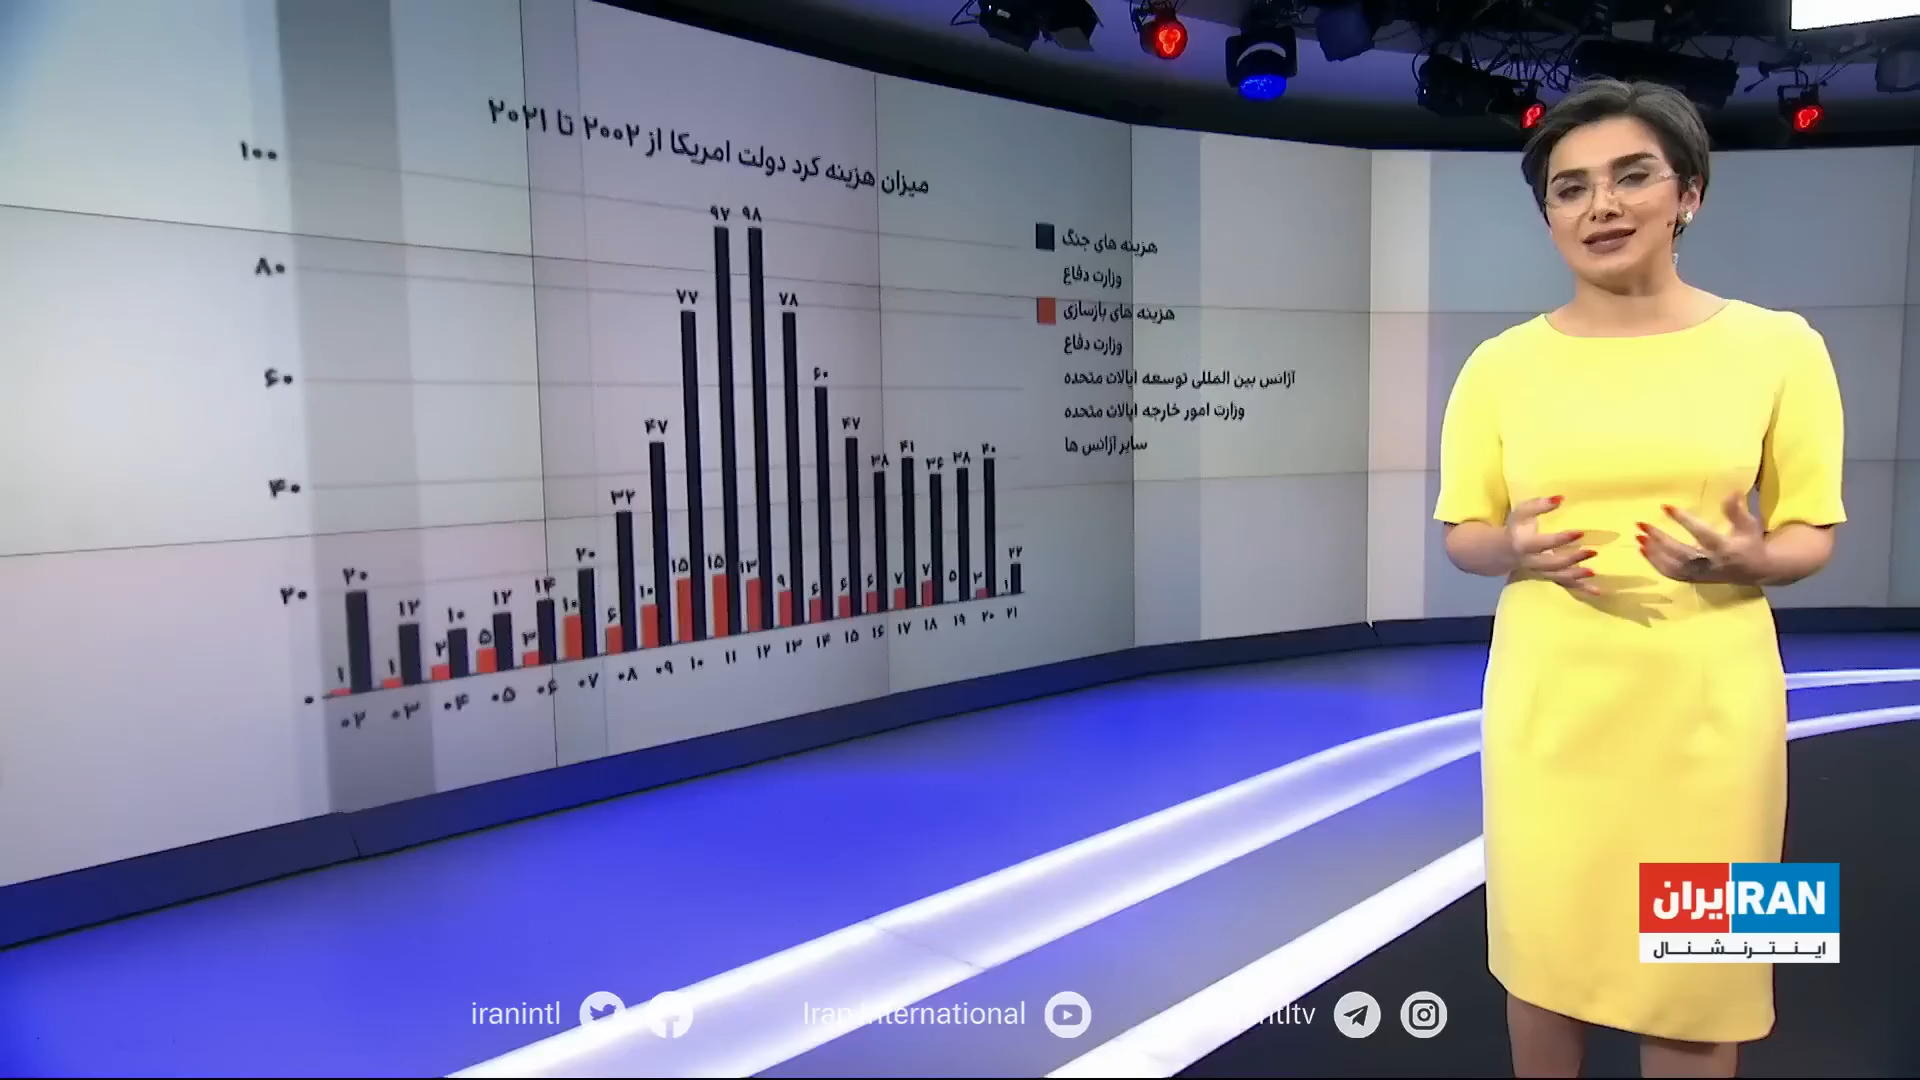 میزان هزینه کرد دولت امریکا از ۲۰۰۲ تا ۲۰۲۱
هزینه های جنگ
وزارت دفاع
هزینه های بازسازی
وزارت دفاع
آژانس بین المللی توسعه ایالات متحده
وزارت امور خارجه ایالات متحده
سایر آژانس ها
۱۰۰
۸۰
۶۰
۴۰
۲۰
۰
۲۰ ۱۲ ۱۰ ۱۲ ۱۴ ۲۰ ۳۲ ۴۷ ۷۷ ۹۷ ۹۸ ۷۸ ۶۰ ۴۷ ۳۸ ۴۱ ۳۶ ۳۸ ۴۰ ۲۲
۱ ۱ ۲ ۵ ۳ ۱۰ ۶ ۱۰ ۱۵ ۱۵ ۱۳ ۹ ۶ ۶ ۶ ۷ ۷ ۵ ۲ ۱
۰۲ ۰۳ ۰۴ ۰۵ ۰۶ ۰۷ ۰۸ ۰۹ ۱۰ ۱۱ ۱۲ ۱۳ ۱۴ ۱۵ ۱۶ ۱۷ ۱۸ ۱۹ ۲۰ ۲۱
ایران IRAN
اینترنشنال
iranintl
Iran International